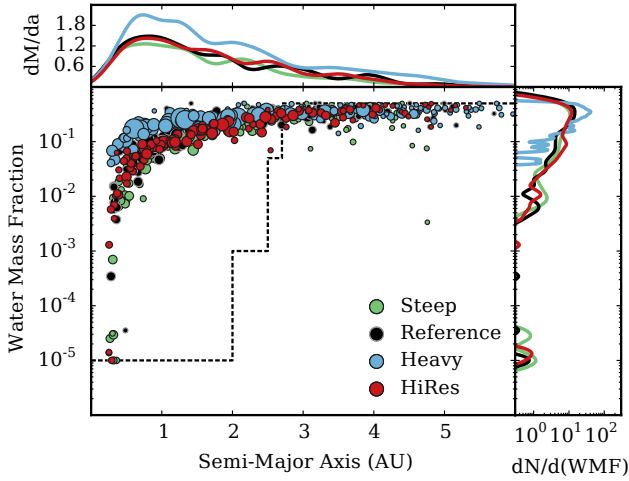 dM/da
1.8
1.2
0.6
Water Mass Fraction
10⁻¹
10⁻²
10⁻³
10⁻⁴
10⁻⁵
Steep
Reference
Heavy
HiRes
1 2 3 4 5
Semi-Major Axis (AU)
10⁰ 10¹ 10²
dN/d(WMF)